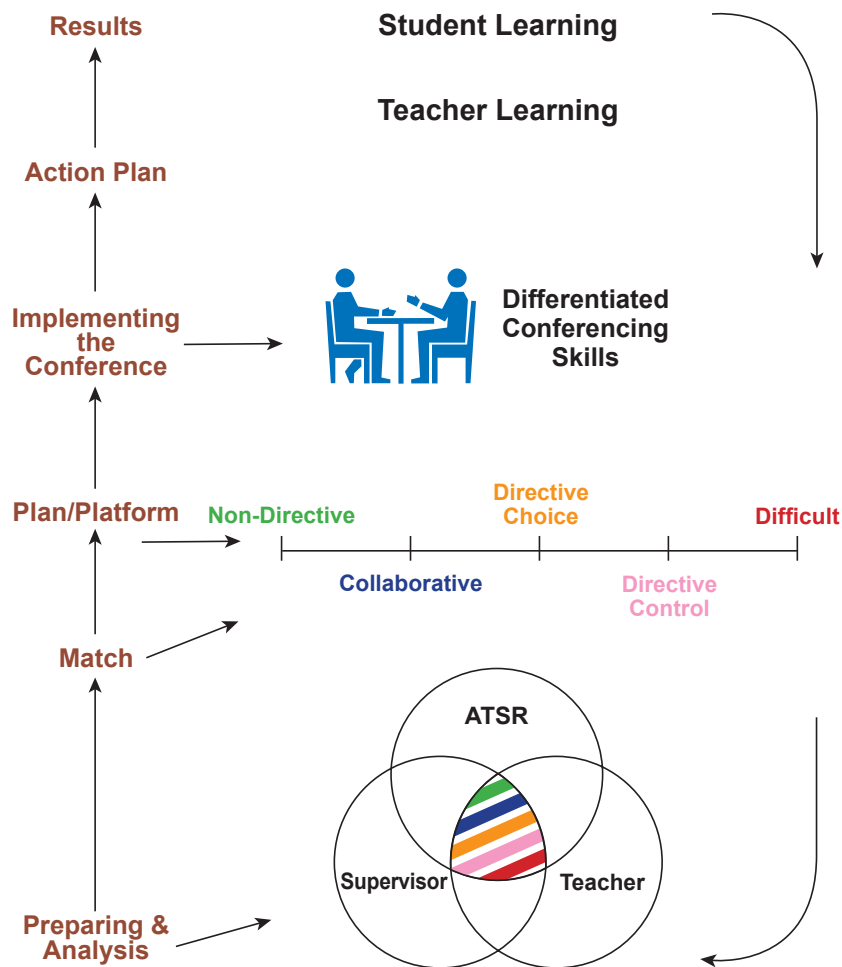 Results
Student Learning
Teacher Learning
Action Plan
Implementing
the
Conference
Differentiated
Conferencing
Skills
Plan/Platform
Non-Directive
Directive
Choice
Difficult
Collaborative
Directive
Control
Match
ATSR
Supervisor
Teacher
Preparing &
Analysis